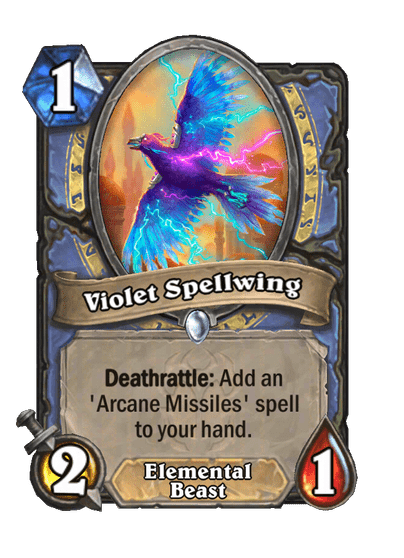 1
Violet Spellwing
Deathrattle: Add an
'Arcane Missiles' spell
to your hand.
2
Elemental
Beast
1